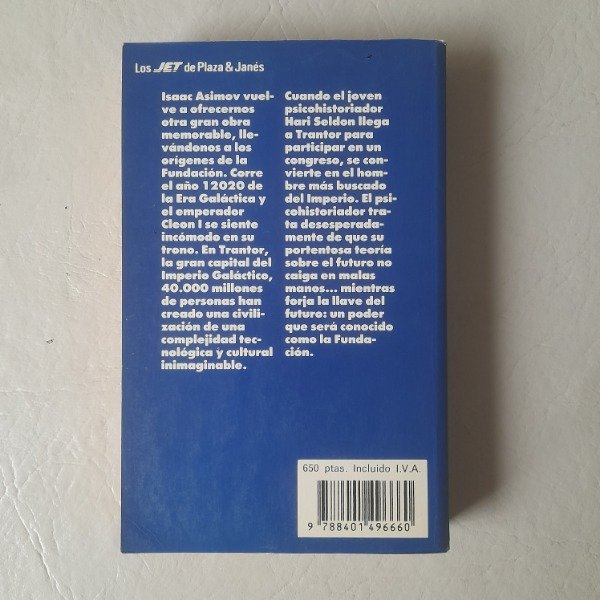 Los JET de Plaza & Janés
Isaac Asimov vuel-
ve a ofrecernos
otra gran obra
memorable, lle-
vándonos a los
orígenes de la
Fundación. Corre
el año 12020 de
la Era Galáctica y
el emperador
Cleon I se siente
incómodo en su
trono. En Trantor,
la gran capital del
Imperio Galáctico,
40.000 millones
de personas han
creado una civili-
zación de una
complejidad tec-
nológica y cultural
inimaginable.
Cuando el joven
psicohistoriador
Hari Seldon llega
a Trantor para
participar en un
congreso, se con-
vierte en el hom-
bre más buscado
del Imperio. El psi-
cohistoriador tra-
ta desesperada-
mente de que su
portentosa teoría
sobre el futuro no
caiga en malas
manos... mientras
forja la llave del
futuro: un poder
que será conocido
como la Funda-
ción.
650 ptas. Incluido I.V.A.
9 788401 496660